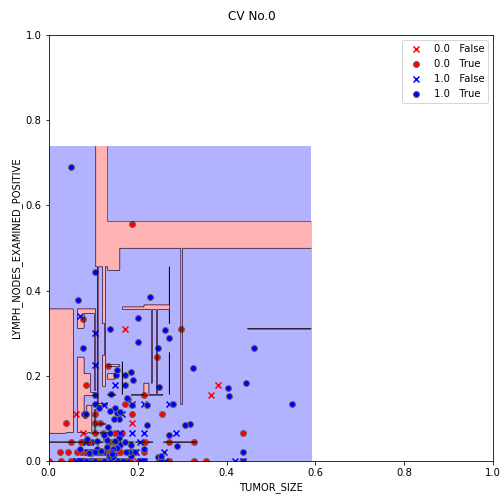 CV No.0
1.0
0.8
0.6
0.4
0.2
0.0
LYMPH_NODES_EXAMINED_POSITIVE
0.0 False
0.0 True
1.0 False
1.0 True
0.0 0.2 0.4 0.6 0.8 1.0
TUMOR_SIZE